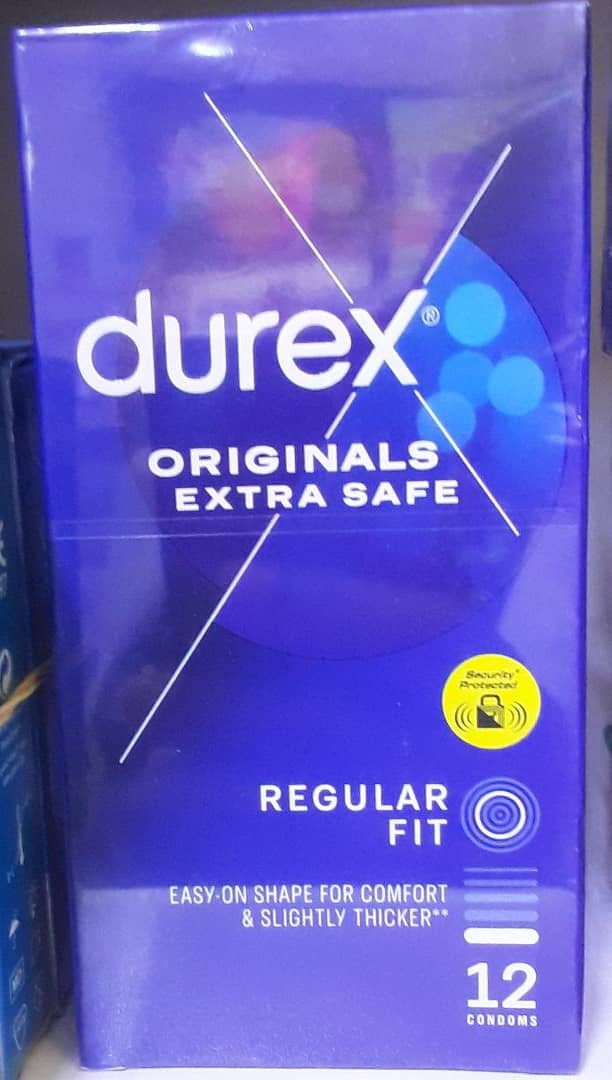 durex®
ORIGINALS
EXTRA SAFE
Security*
Protected
REGULAR
FIT
EASY-ON SHAPE FOR COMFORT
& SLIGHTLY THICKER**
12
CONDOMS